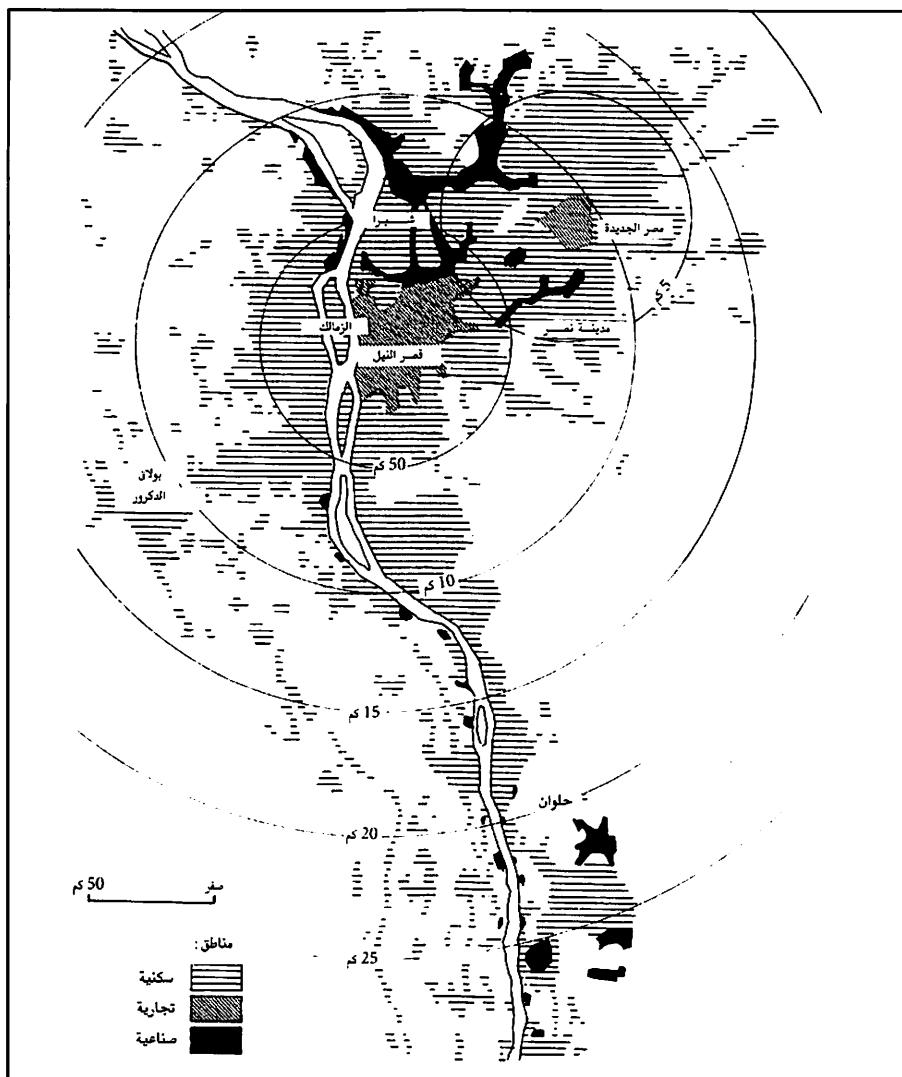 شبرا
مصر الجديدة
5 كم
الزمالك
مدينة نصر
قصر النيل
50 كم
بولاق
الدكرور
10 كم
15 كم
حلوان
20 كم
50 كم
صفر
25 كم
مناطق:
سكنية
تجارية
صناعية